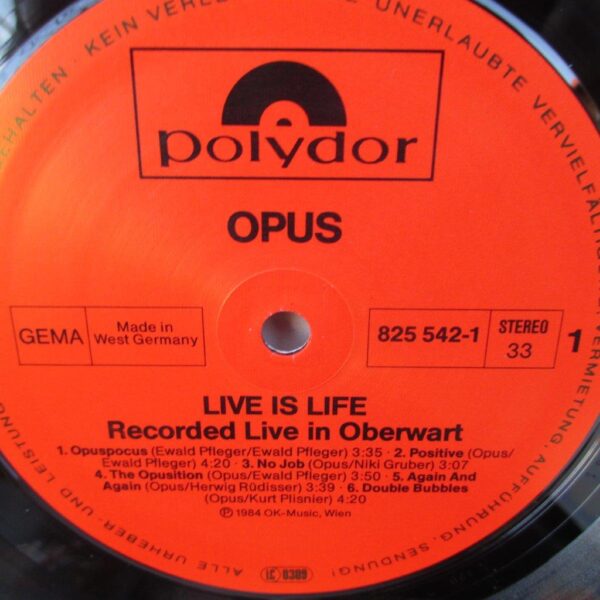 polydor
OPUS
GEMA
Made in
West Germany
825 542-1
STEREO
33
1
LIVE IS LIFE
Recorded Live in Oberwart
1. Opuspocus (Ewald Pfleger/Ewald Pfleger) 3:35 · 2. Positive (Opus/
Ewald Pfleger) 4:20 · 3. No Job (Opus/Niki Gruber) 3:07
4. The Opusition (Opus/Ewald Pfleger) 3:50 · 5. Again And
Again (Opus/Herwig Rüdisser) 3:39 · 6. Double Bubbles
(Opus/Kurt Plisnier) 4:20
Ⓟ 1984 OK-Music, Wien
LC 0309
ALLE URHEBER- UND LEISTUNG
KEIN VERLE
UNERLAUBTE VERVIELFÄLTIGE
VERMIETUNG, AUFFÜHRUNG, SENDUNG!